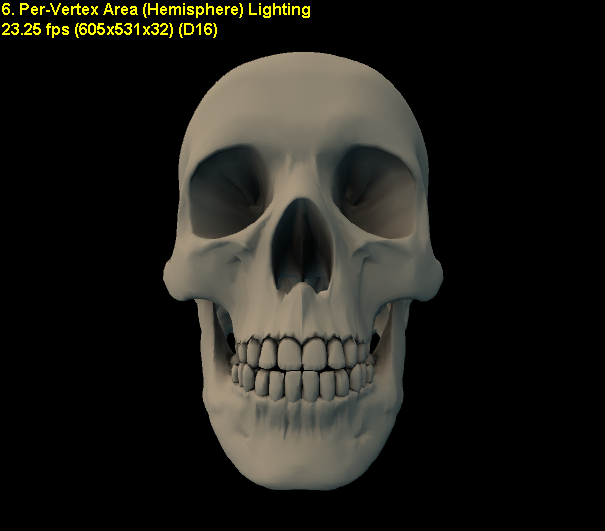 6. Per-Vertex Area (Hemisphere) Lighting
23.25 fps (605x531x32) (D16)